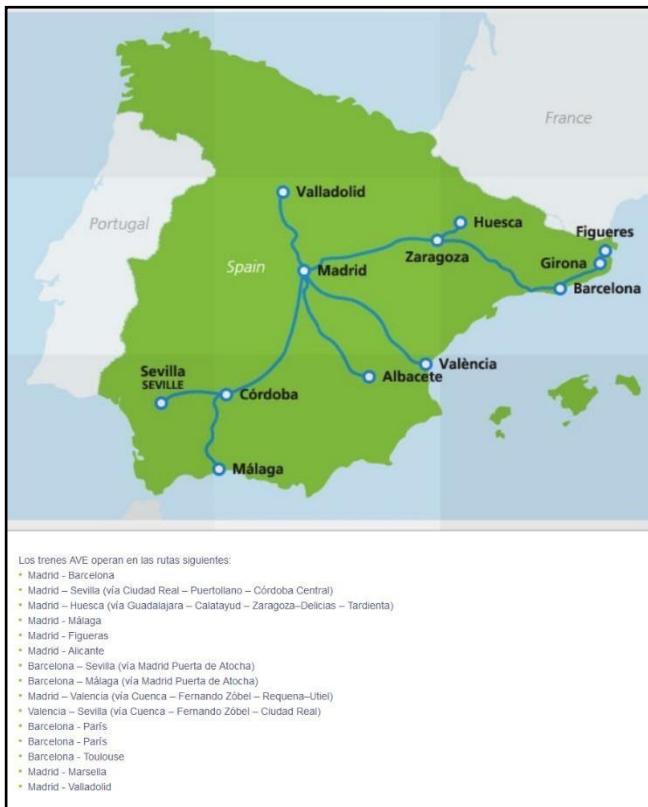 France
Valladolid
Huesca
Figueres
Portugal
Zaragoza
Girona
Spain
Madrid
Barcelona
Sevilla
SEVILLE
València
Albacete
Córdoba
Málaga
Los trenes AVE operan en las rutas siguientes:
• Madrid - Barcelona
• Madrid – Sevilla (vía Ciudad Real – Puertollano – Córdoba Central)
• Madrid – Huesca (vía Guadalajara – Calatayud – Zaragoza–Delicias – Tardienta)
• Madrid - Málaga
• Madrid - Figueras
• Madrid - Alicante
• Barcelona – Sevilla (vía Madrid Puerta de Atocha)
• Barcelona – Málaga (vía Madrid Puerta de Atocha)
• Madrid – Valencia (vía Cuenca – Fernando Zóbel – Requena–Utiel)
• Valencia – Sevilla (vía Cuenca – Fernando Zóbel – Ciudad Real)
• Barcelona - París
• Barcelona - París
• Barcelona - Toulouse
• Madrid - Marsella
• Madrid - Valladolid